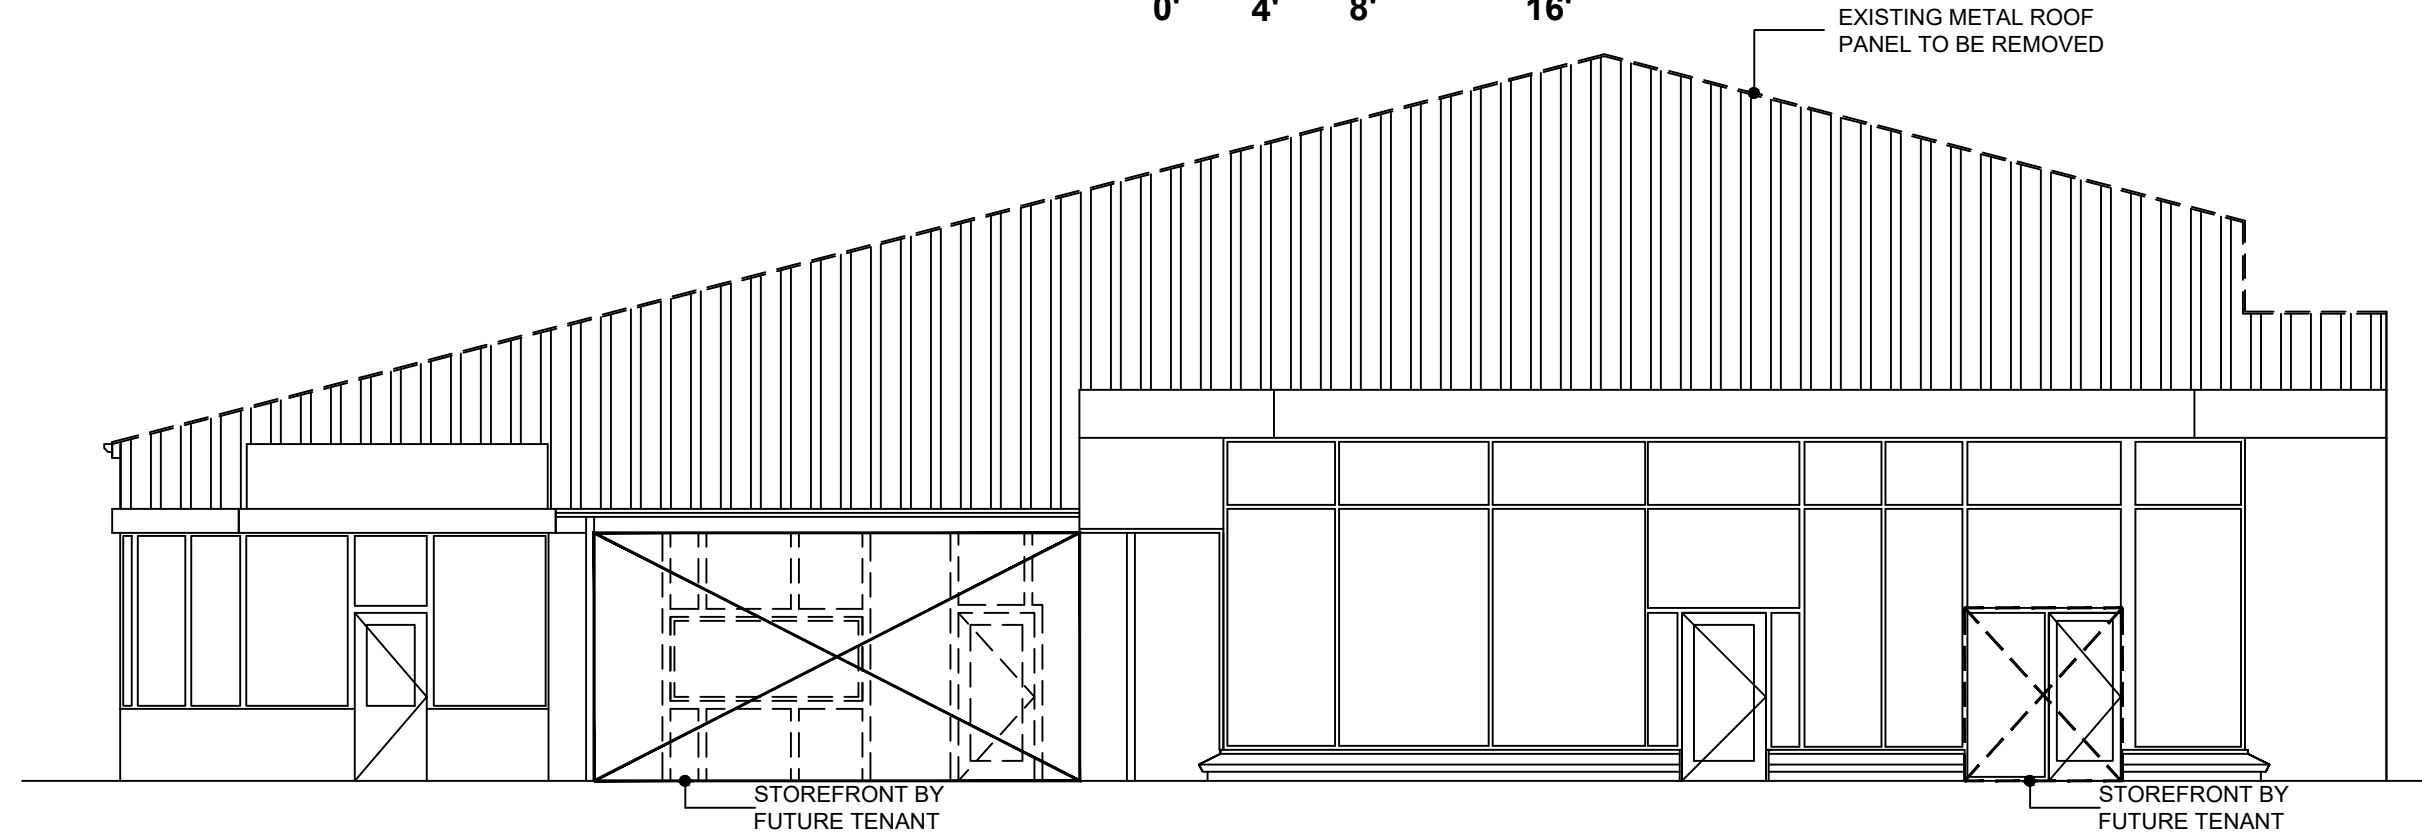 0' 4' 8' 16'
EXISTING METAL ROOF
PANEL TO BE REMOVED
STOREFRONT BY
FUTURE TENANT
STOREFRONT BY
FUTURE TENANT